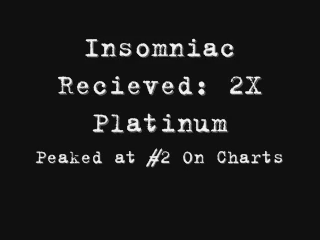 Insomniac
Recieved: 2X
Platinum
Peaked at #2 On Charts